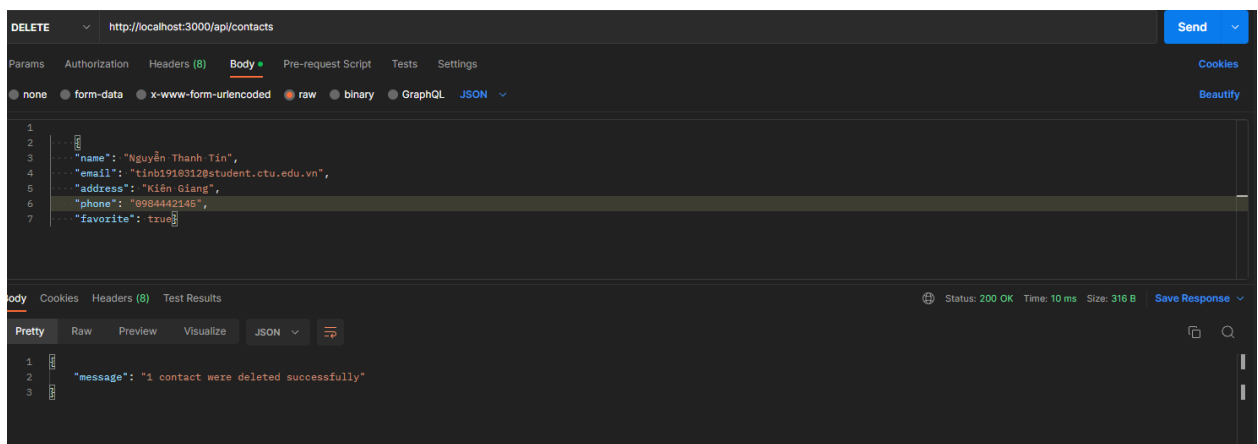 DELETE http://localhost:3000/api/contacts Send
Params Authorization Headers (8) Body Pre-request Script Tests Settings Cookies
none form-data x-www-form-urlencoded raw binary GraphQL JSON Beautify
1
2 {
3 "name": "Nguyễn Thanh Tín",
4 "email": "tinb1910312@student.ctu.edu.vn",
5 "address": "Kiên Giang",
6 "phone": "0984442145",
7 "favorite": true}
Body Cookies Headers (8) Test Results Status: 200 OK Time: 10 ms Size: 316 B Save Response
Pretty Raw Preview Visualize JSON
1 {
2 "message": "1 contact were deleted successfully"
3 }